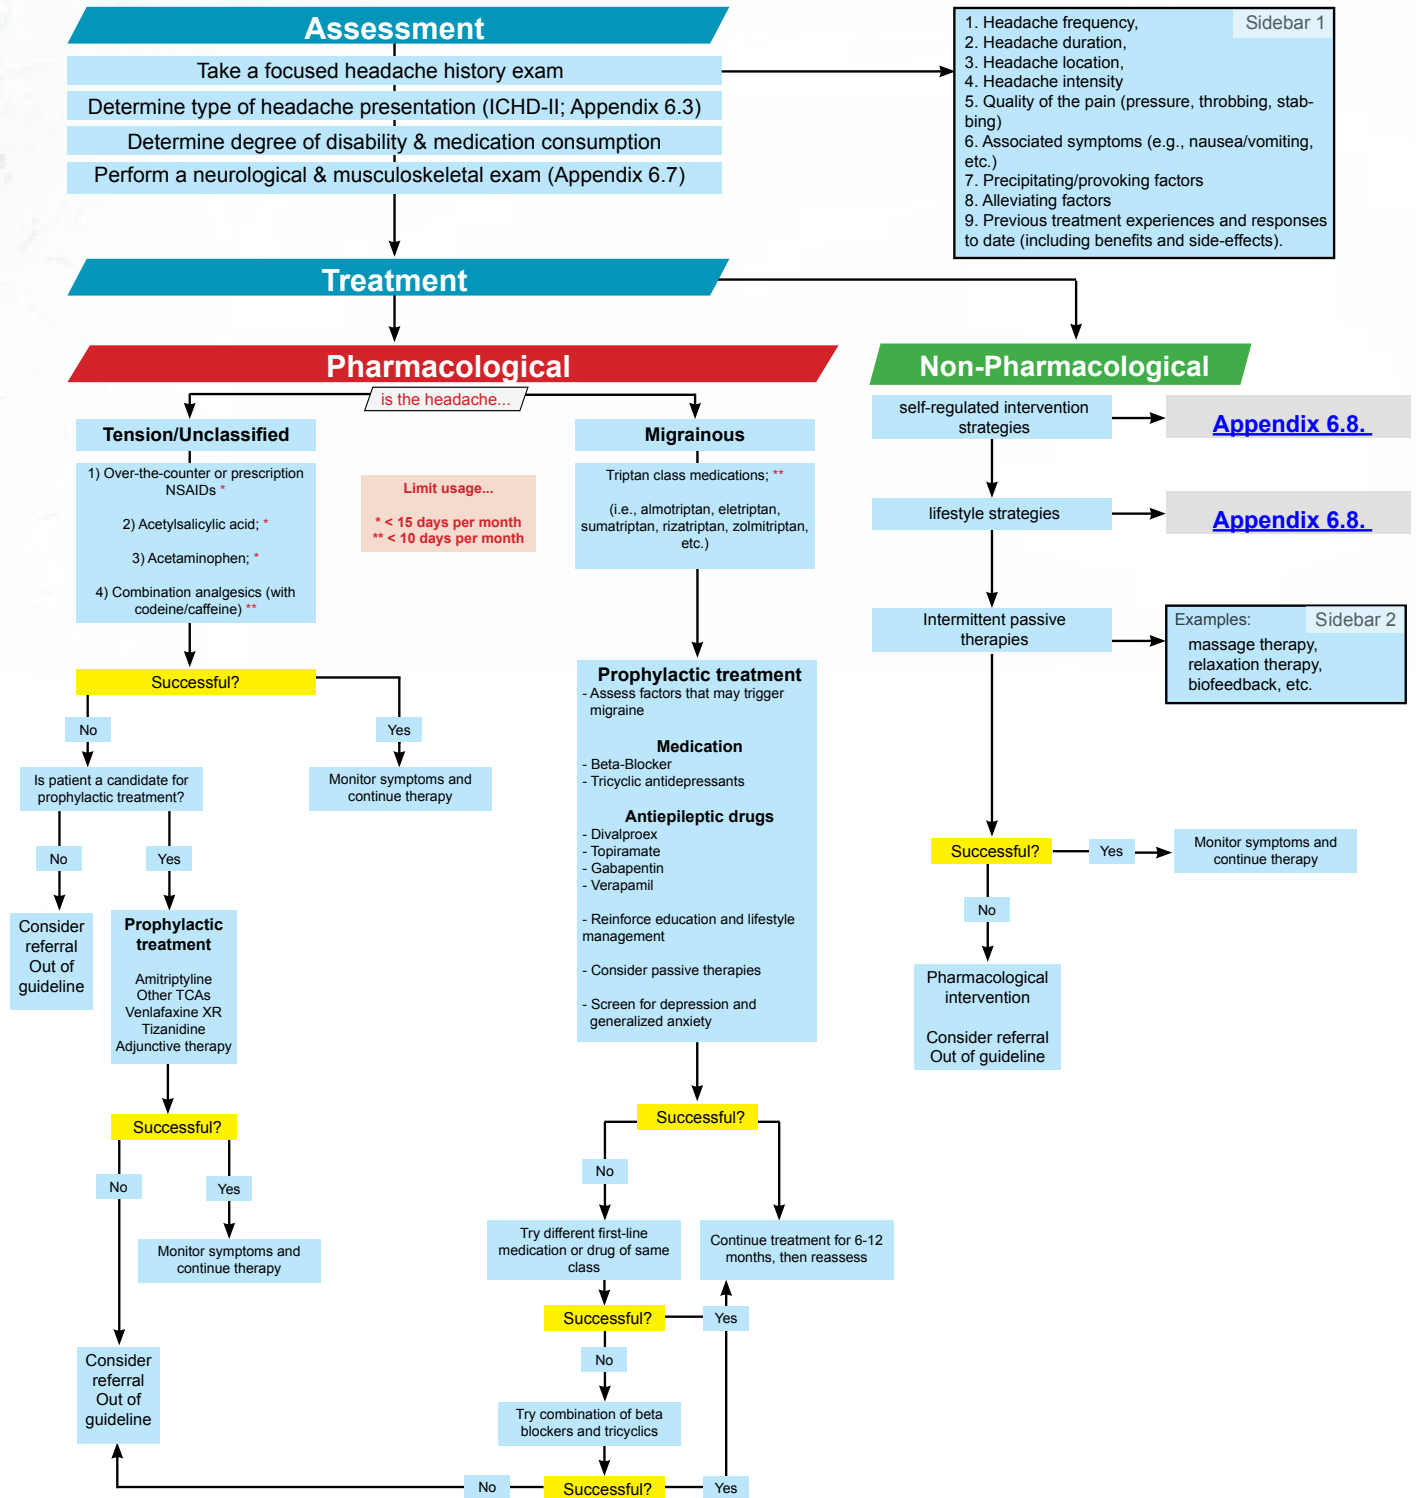 Assessment
Take a focused headache history exam
Determine type of headache presentation (ICHD-II; Appendix 6.3)
Determine degree of disability & medication consumption
Perform a neurological & musculoskeletal exam (Appendix 6.7)
Sidebar 1
1. Headache frequency,
2. Headache duration,
3. Headache location,
4. Headache intensity
5. Quality of the pain (pressure, throbbing, stab-
bing)
6. Associated symptoms (e.g., nausea/vomiting,
etc.)
7. Precipitating/provoking factors
8. Alleviating factors
9. Previous treatment experiences and responses
to date (including benefits and side-effects).
Treatment
Pharmacological
is the headache...
Tension/Unclassified
1) Over-the-counter or prescription
NSAIDs *
2) Acetylsalicylic acid; *
3) Acetaminophen; *
4) Combination analgesics (with
codeine/caffeine) **
Limit usage...
* < 15 days per month
** < 10 days per month
Successful?
No
Yes
Is patient a candidate for
prophylactic treatment?
Monitor symptoms and
continue therapy
No
Yes
Consider
referral
Out of
guideline
Prophylactic
treatment
Amitriptyline
Other TCAs
Venlafaxine XR
Tizanidine
Adjunctive therapy
Successful?
No
Yes
Monitor symptoms and
continue therapy
Consider
referral
Out of
guideline
Migrainous
Triptan class medications; **
(i.e., almotriptan, eletriptan,
sumatriptan, rizatriptan, zolmitriptan,
etc.)
Prophylactic treatment
- Assess factors that may trigger
migraine
Medication
- Beta-Blocker
- Tricyclic antidepressants
Antiepileptic drugs
- Divalproex
- Topiramate
- Gabapentin
- Verapamil
- Reinforce education and lifestyle
management
- Consider passive therapies
- Screen for depression and
generalized anxiety
Successful?
No
Try different first-line
medication or drug of same
class
Continue treatment for 6-12
months, then reassess
Successful?
Yes
No
Try combination of beta
blockers and tricyclics
No
Successful?
Yes
Non-Pharmacological
self-regulated intervention
strategies
Appendix 6.8.
lifestyle strategies
Appendix 6.8.
Intermittent passive
therapies
Sidebar 2
Examples:
massage therapy,
relaxation therapy,
biofeedback, etc.
Successful?
Yes
Monitor symptoms and
continue therapy
No
Pharmacological
intervention
Consider referral
Out of guideline